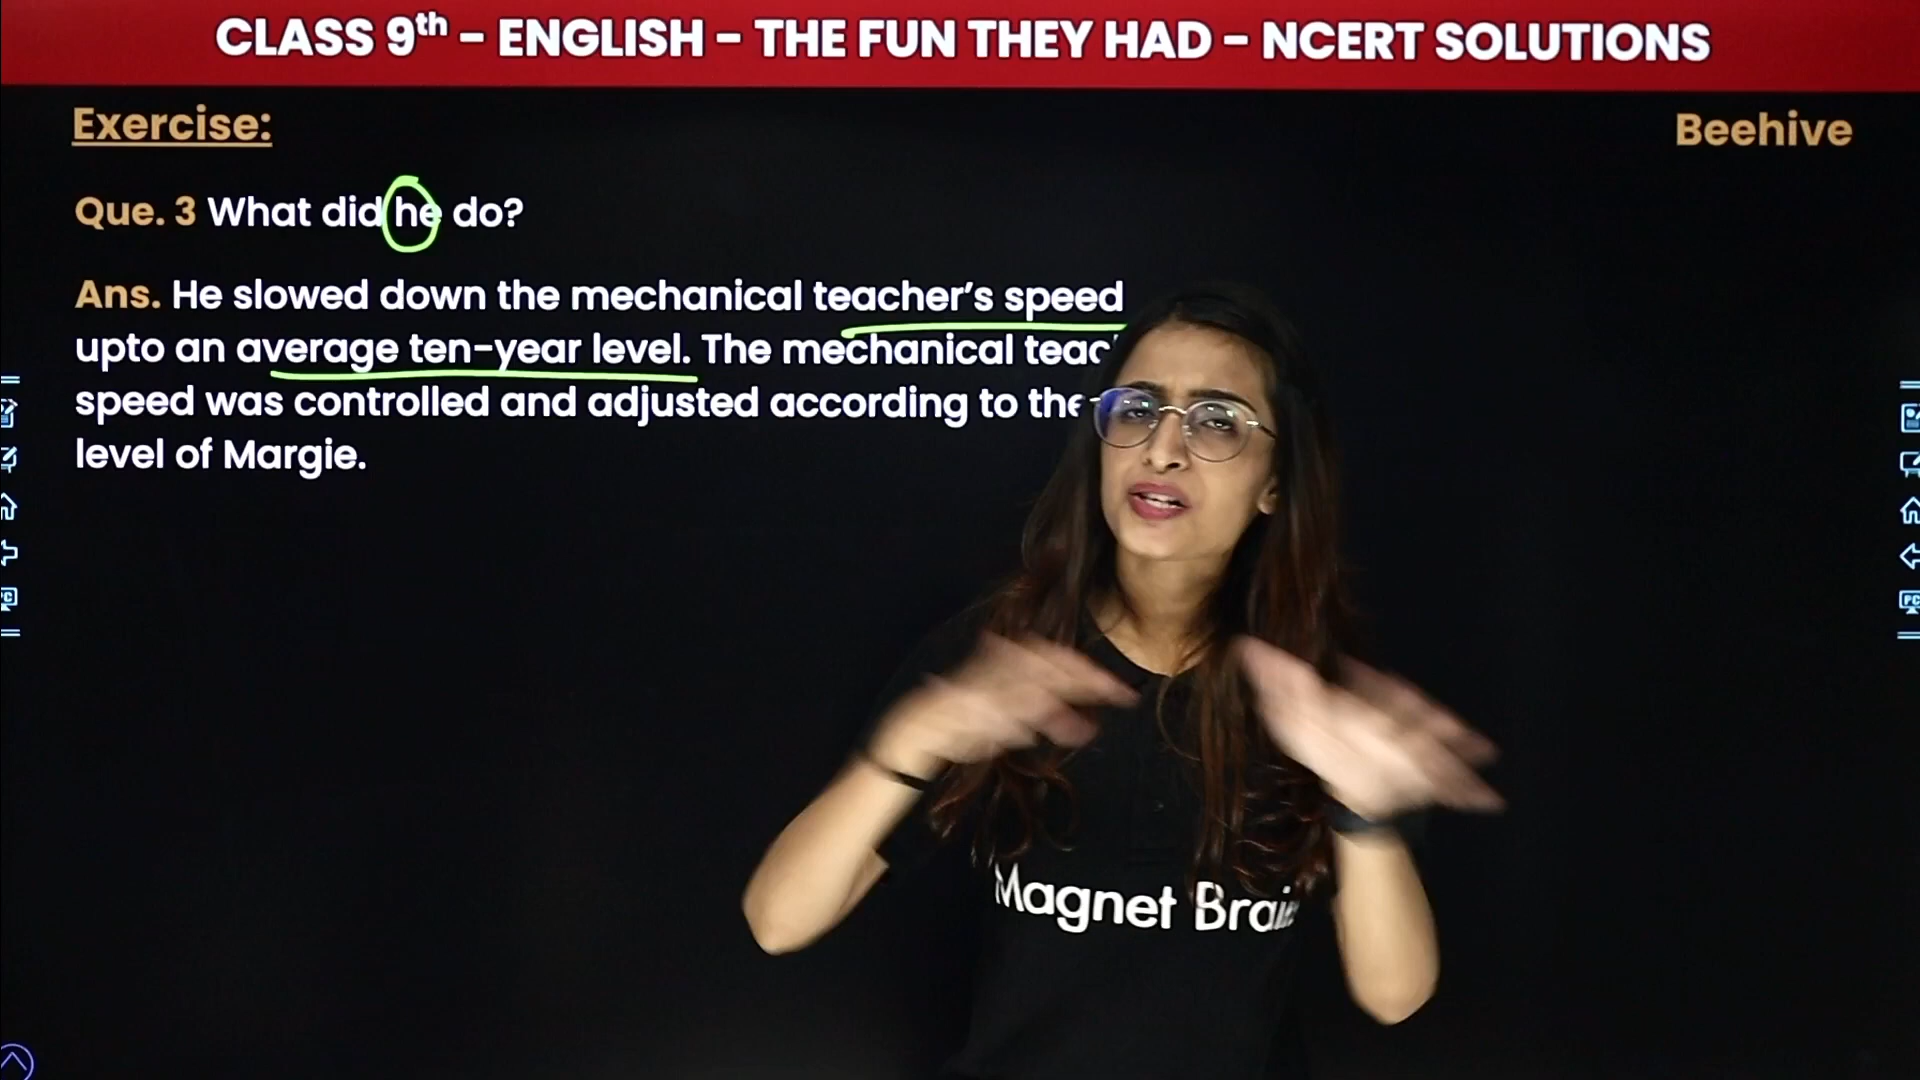 CLASS 9th - ENGLISH - THE FUN THEY HAD - NCERT SOLUTIONS
Exercise:
Beehive
Que. 3 What did he do?
Ans. He slowed down the mechanical teacher's speed
upto an average ten-year level. The mechanical
speed was controlled and adjusted according to the
level of Margie.
Magnet